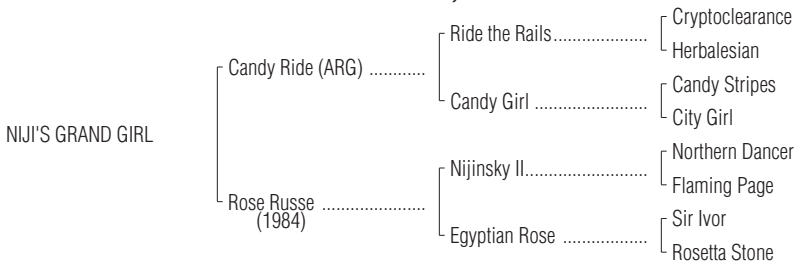 Cryptoclearance
Ride the Rails....................
Herbalesian
Candy Ride (ARG) ............
Candy Stripes
Candy Girl ........................
City Girl
NIJI'S GRAND GIRL
Northern Dancer
Nijinsky II..........................
Flaming Page
Rose Russe ......................
(1984)
Sir Ivor
Egyptian Rose ..................
Rosetta Stone